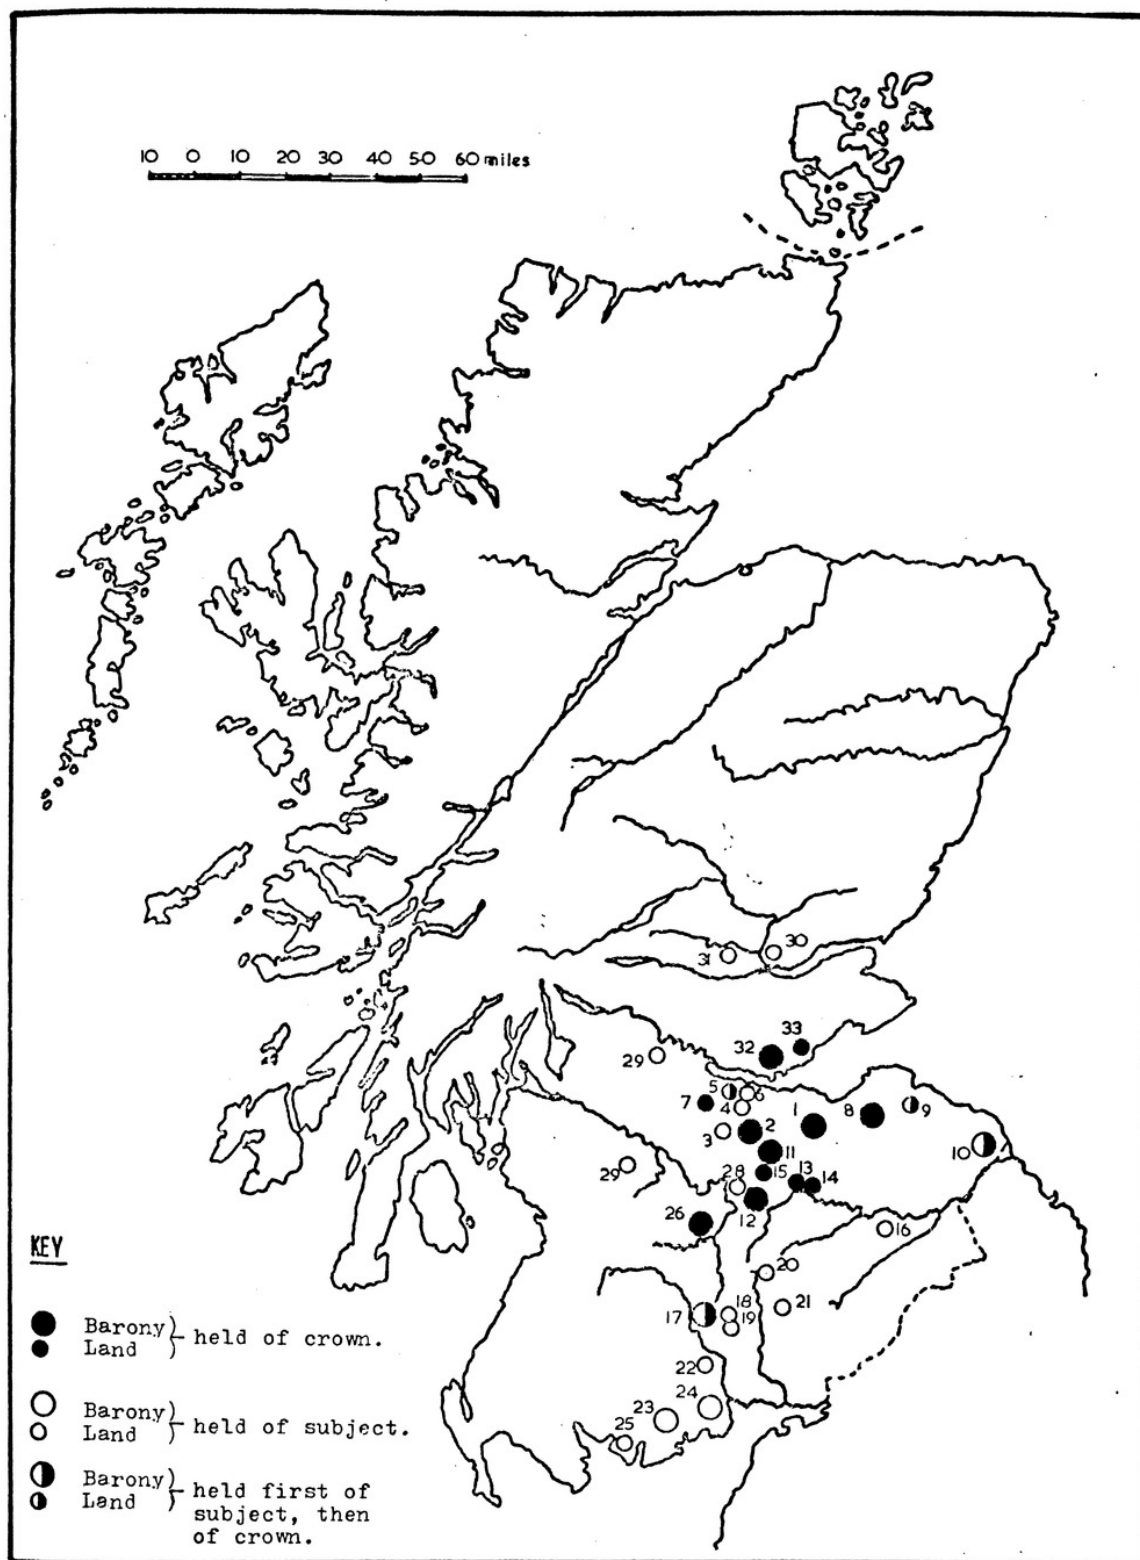 10 0 10 20 30 40 50 60 miles
30
31
33
32
29
5
6
7
4
1
8
9
3
2
11
10
29
28
15
13
14
12
26
16
20
17
18
21
19
22
24
23
25
KEY
Barony
Land
held of crown.
Barony
Land
held of subject.
Barony
Land
held first of
subject, then
of crown.